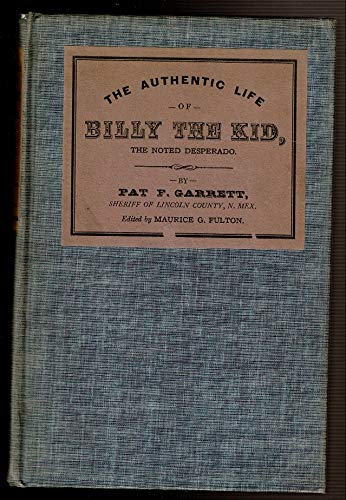 THE AUTHENTIC LIFE
—OF—
BILLY THE KID,
THE NOTED DESPERADO.
—BY—
PAT F. GARRETT,
SHERIFF OF LINCOLN COUNTY, N. MEX.
Edited by MAURICE G. FULTON.